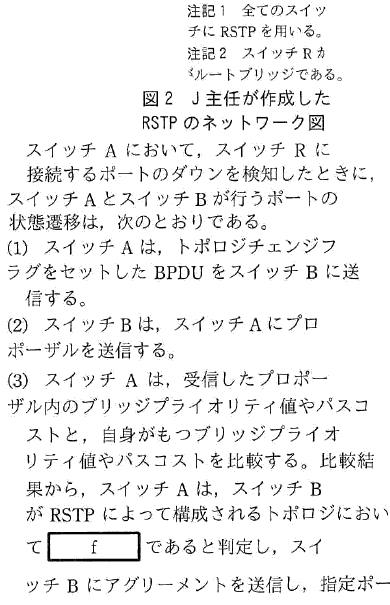 注記1　全てのスイッ
チに RSTP を用いる。
注記2　スイッチ R が
ルートブリッジである。
図2　J主任が作成した
RSTP のネットワーク図
スイッチ A において，スイッチ R に
接続するポートのダウンを検知したときに，
スイッチ A とスイッチ B が行うポートの
状態遷移は，次のとおりである。
(1)　スイッチ A は，トポロジチェンジフ
ラグをセットした BPDU をスイッチ B に送
信する。
(2)　スイッチ B は，スイッチ A にプロ
ポーザルを送信する。
(3)　スイッチ A は，受信したプロポー
ザル内のブリッジプライオリティ値やパスコ
ストと，自身がもつブリッジプライオ
リティ値やパスコストを比較する。比較結
果から，スイッチ A は，スイッチ B
が RSTP によって構成されるトポロジにおい
て f であると判定し，スイ
ッチ B にアグリーメントを送信し，指定ポー